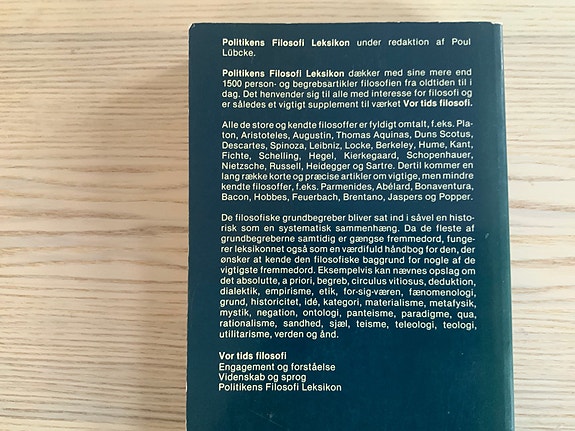 Politikens Filosofi Leksikon under redaktion af Poul
Lübcke.
Politikens Filosofi Leksikon dækker med sine mere end
1500 person- og begrebsartikler filosofien fra oldtiden til i
dag. Det henvender sig til alle med interesse for filosofi og
er således et vigtigt supplement til værket Vor tids filosofi.
Alle de store og kendte filosoffer er fyldigt omtalt, f.eks. Pla-
ton, Aristoteles, Augustin, Thomas Aquinas, Duns Scotus,
Descartes, Spinoza, Leibniz, Locke, Berkeley, Hume, Kant,
Fichte, Schelling, Hegel, Kierkegaard, Schopenhauer,
Nietzsche, Russell, Heidegger og Sartre. Dertil kommer en
lang række korte og præcise artikler om vigtige, men mindre
kendte filosoffer, f.eks. Parmenides, Abélard, Bonaventura,
Bacon, Hobbes, Feuerbach, Brentano, Jaspers og Popper.
De filosofiske grundbegreber bliver sat ind i såvel en histo-
risk som en systematisk sammenhæng. Da de fleste af
grundbegreberne samtidig er gængse fremmedord, funge-
rer leksikonnet også som en værdifuld håndbog for den, der
ønsker at kende den filosofiske baggrund for nogle af de
vigtigste fremmedord. Eksempelvis kan nævnes opslag om
det absolutte, a priori, begreb, circulus vitiosus, deduktion,
dialektik, empirisme, etik, for-sig-væren, fænomenologi,
grund, historicitet, idé, kategori, materialisme, metafysik,
mystik, negation, ontologi, panteisme, paradigme, qua,
rationalisme, sandhed, sjæl, teisme, teleologi, teologi,
utilitarisme, verden og ånd.
Vor tids filosofi
Engagement og forståelse
Videnskab og sprog
Politikens Filosofi Leksikon